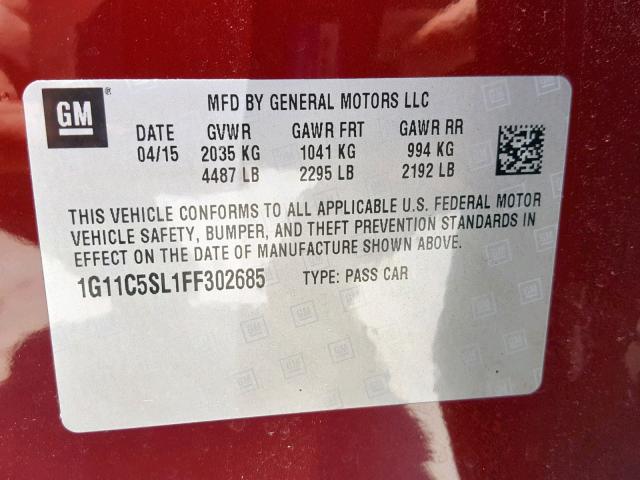 GM ® MFD BY GENERAL MOTORS LLC
DATE GVWR GAWR FRT GAWR RR
04/15 2035 KG 1041 KG 994 KG
4487 LB 2295 LB 2192 LB
THIS VEHICLE CONFORMS TO ALL APPLICABLE U.S. FEDERAL MOTOR
VEHICLE SAFETY, BUMPER, AND THEFT PREVENTION STANDARDS IN
EFFECT ON THE DATE OF MANUFACTURE SHOWN ABOVE.
1G11C5SL1FF302685 TYPE: PASS CAR